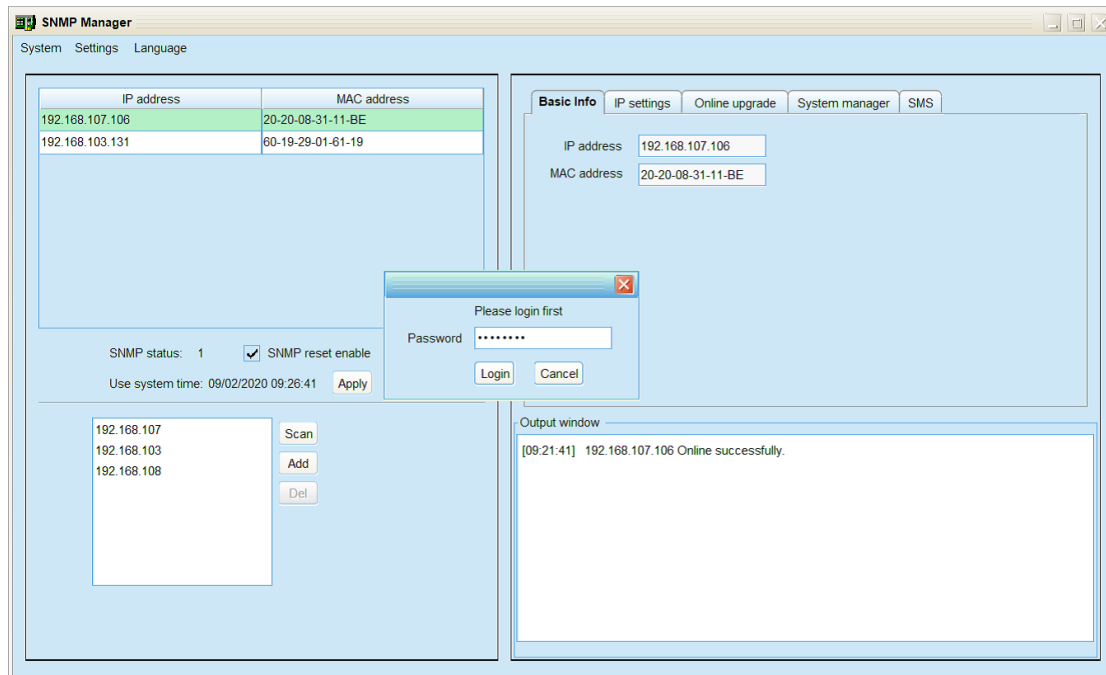 SNMP Manager
System Settings Language
IP address MAC address
192.168.107.106 20-20-08-31-11-BE
192.168.103.131 60-19-29-01-61-19
SNMP status: 1 SNMP reset enable
Use system time: 09/02/2020 09:26:41 Apply
192.168.107
192.168.103
192.168.108
Scan
Add
Del
Basic Info IP settings Online upgrade System manager SMS
IP address 192.168.107.106
MAC address 20-20-08-31-11-BE
Please login first
Password ••••••••
Login Cancel
Output window
[09:21:41] 192.168.107.106 Online successfully.